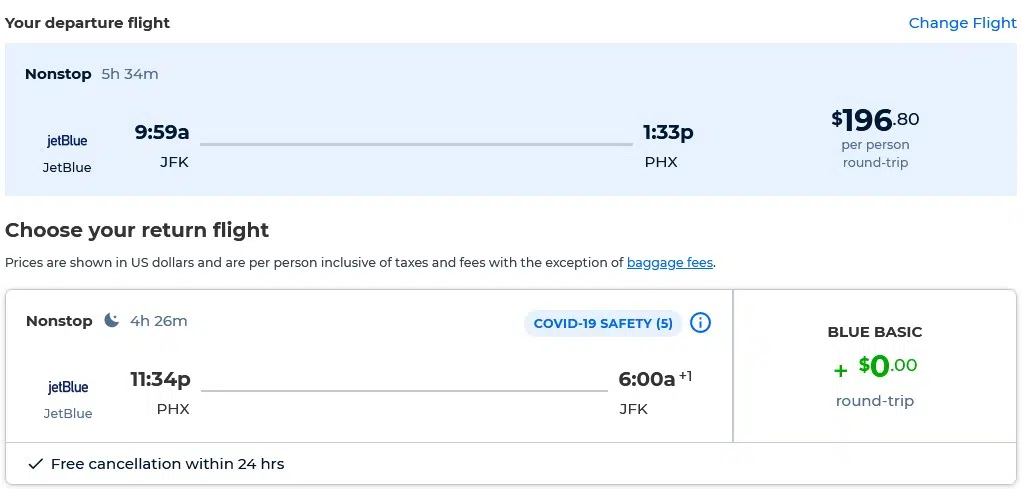 Your departure flight Change Flight
Nonstop 5h 34m
9:59a 1:33p $196.80
jetBlue
JetBlue JFK PHX per person
round-trip
Choose your return flight
Prices are shown in US dollars and are per person inclusive of taxes and fees with the exception of baggage fees.
Nonstop 4h 26m COVID-19 SAFETY (5)
BLUE BASIC
11:34p 6:00a +1 + $0.00
jetBlue
JetBlue PHX JFK round-trip
Free cancellation within 24 hrs